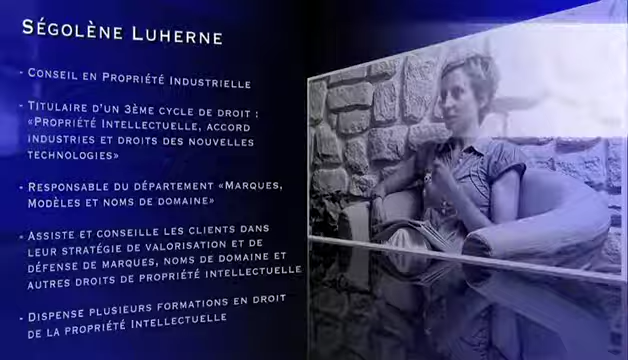 Ségolène Luherne
- Conseil en Propriété Industrielle
- Titulaire d'un 3ème cycle de droit :
«Propriété Intellectuelle, accord
industries et droits des nouvelles
technologies»
- Responsable du département «Marques,
Modèles et noms de domaine»
- Assiste et conseille les clients dans
leur stratégie de valorisation et de
défense de marques, noms de domaine et
autres droits de propriété intellectuelle
- Dispense plusieurs formations en droit
de la propriété Intellectuelle